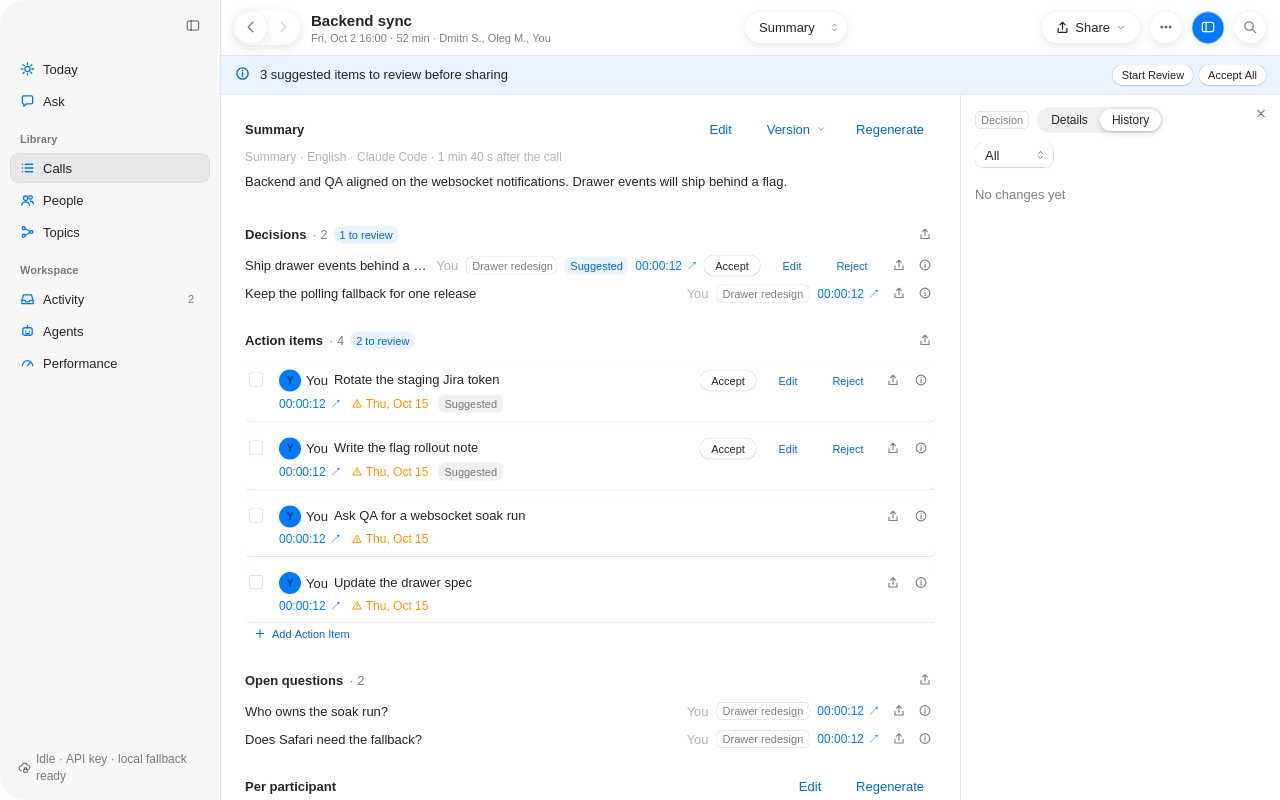 Backend sync
Fri, Oct 2 16:00 · 52 min · Dmitri S., Oleg M., You
Summary
Share
Today
Ask
Library
Calls
People
Topics
Workspace
Activity 2
Agents
Performance
Idle · API key · local fallback ready
3 suggested items to review before sharing
Start Review Accept All
Summary Edit Version Regenerate
Summary · English · Claude Code · 1 min 40 s after the call
Backend and QA aligned on the websocket notifications. Drawer events will ship behind a flag.
Decisions · 2 1 to review
Ship drawer events behind a … You Drawer redesign Suggested 00:00:12 Accept Edit Reject
Keep the polling fallback for one release You Drawer redesign 00:00:12
Action items · 4 2 to review
Y You Rotate the staging Jira token Accept Edit Reject
00:00:12 Thu, Oct 15 Suggested
Y You Write the flag rollout note Accept Edit Reject
00:00:12 Thu, Oct 15 Suggested
Y You Ask QA for a websocket soak run
00:00:12 Thu, Oct 15
Y You Update the drawer spec
00:00:12 Thu, Oct 15
Add Action Item
Open questions · 2
Who owns the soak run? You Drawer redesign 00:00:12
Does Safari need the fallback? You Drawer redesign 00:00:12
Per participant Edit Regenerate
Decision Details History
All
No changes yet